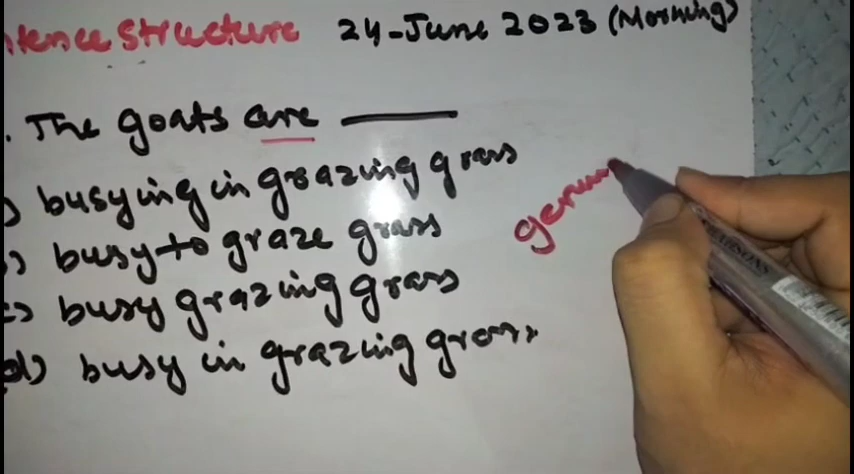 ntence Structure 24-June 2023 (Morning)
. The goats are ____
) busying in grazing grass
b) busy to graze grass
c) busy grazing grass
d) busy in grazing grass
gerun